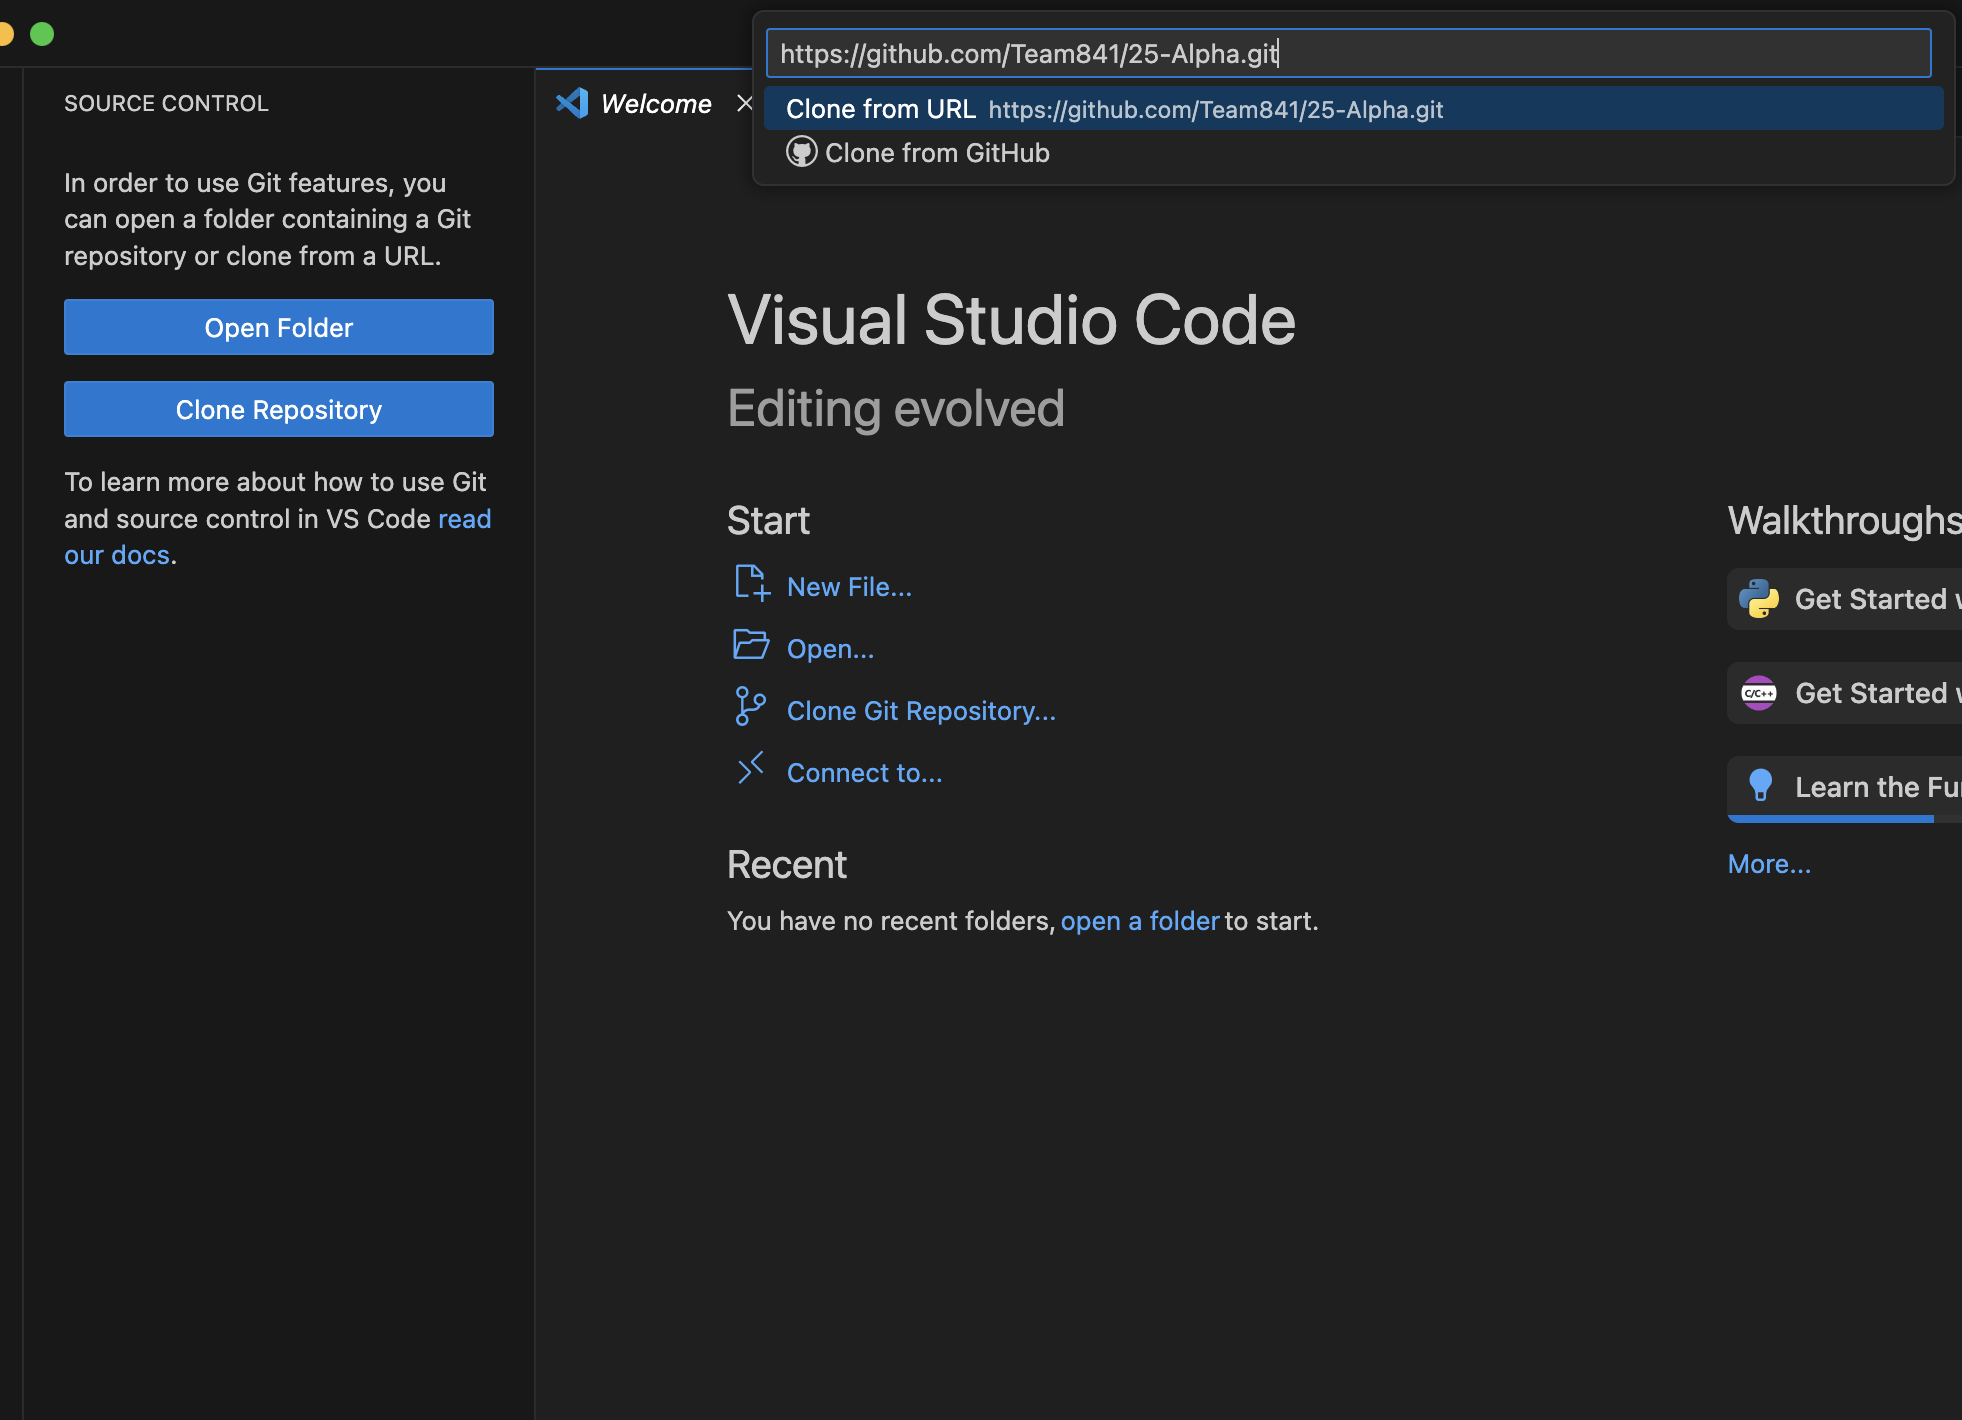 https://github.com/Team841/25-Alpha.git
Clone from URL https://github.com/Team841/25-Alpha.git
Clone from GitHub
SOURCE CONTROL
In order to use Git features, you
can open a folder containing a Git
repository or clone from a URL.
Open Folder
Clone Repository
To learn more about how to use Git
and source control in VS Code read
our docs.
Welcome
Visual Studio Code
Editing evolved
Start
New File...
Open...
Clone Git Repository...
Connect to...
Recent
You have no recent folders, open a folder to start.
Walkthroughs
Get Started
C/C++
Get Started
Learn the
More...